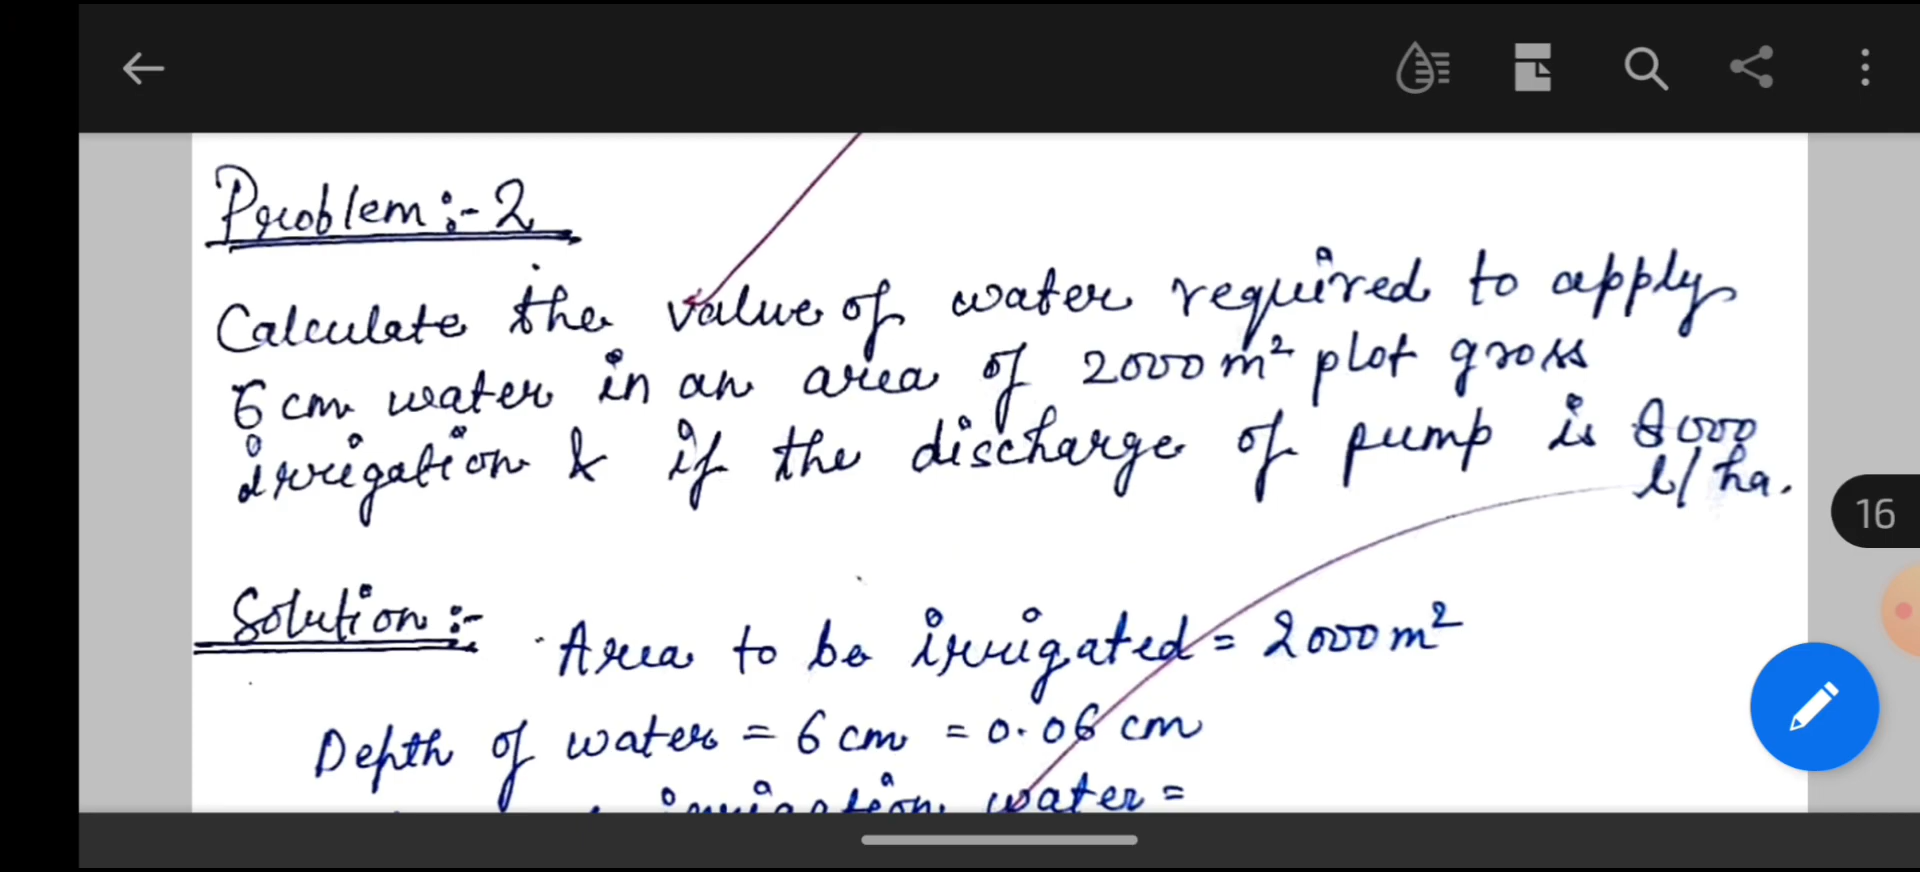 Problem :- 2
Calculate the value of water required to apply
6 cm water in an area of 2000 m² plot gross
irrigation & if the discharge of pump is 8000
l/ha.
16
Solution :- Area to be irrigated = 2000 m²
Depth of water = 6 cm = 0.06 cm
irrigation water =